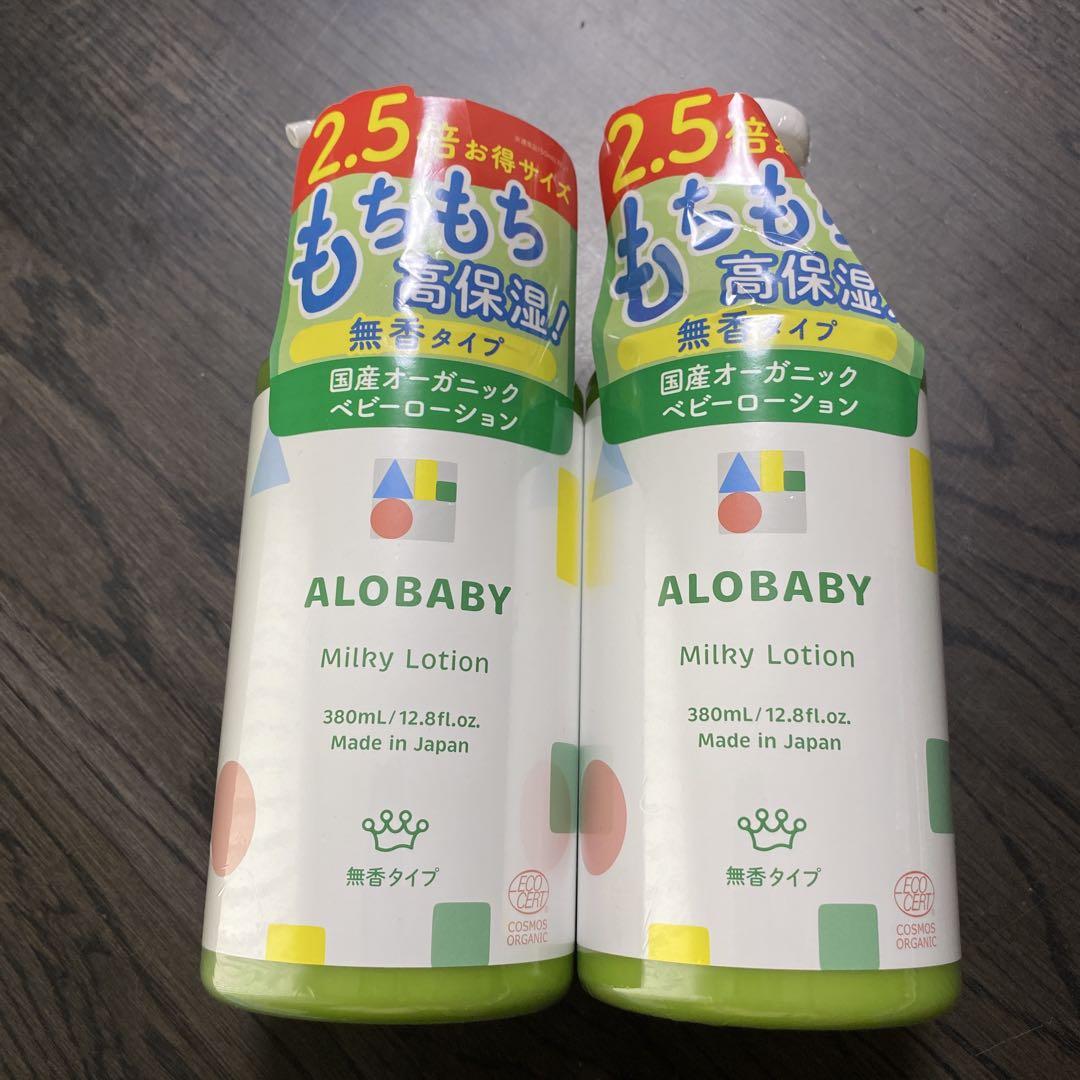 2.5倍お得サイズ
もちもち
高保湿!
無香タイプ
国産オーガニック
ベビーローション
ALOBABY
Milky Lotion
380mL/12.8fl.oz.
Made in Japan
無香タイプ
ECO
CERT
COSMOS
ORGANIC
2.5倍お
もちも
高保湿!
無香タイプ
国産オーガニック
ベビーローション
ALOBABY
Milky Lotion
380mL/12.8fl.oz.
Made in Japan
無香タイプ
ECO
CERT
COSMOS
ORGANIC